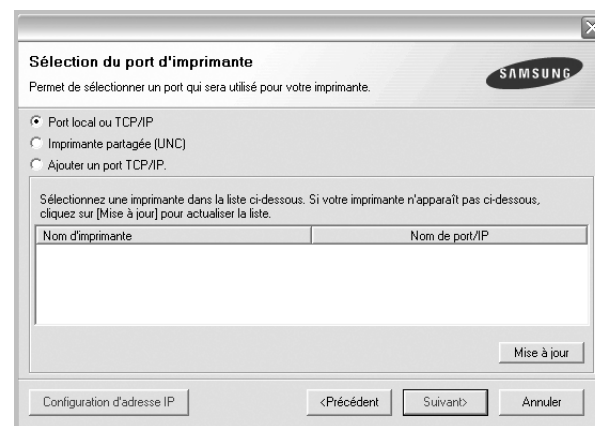 Sélection du port d'imprimante
SAMSUNG
Permet de sélectionner un port qui sera utilisé pour votre imprimante.
Port local ou TCP/IP
Imprimante partagée (UNC)
Ajouter un port TCP/IP.
Sélectionnez une imprimante dans la liste ci-dessous. Si votre imprimante n'apparaît pas ci-dessous,
cliquez sur [Mise à jour] pour actualiser la liste.
Nom d'imprimante Nom de port/IP
Mise à jour
Configuration d'adresse IP <Précédent Suivant> Annuler